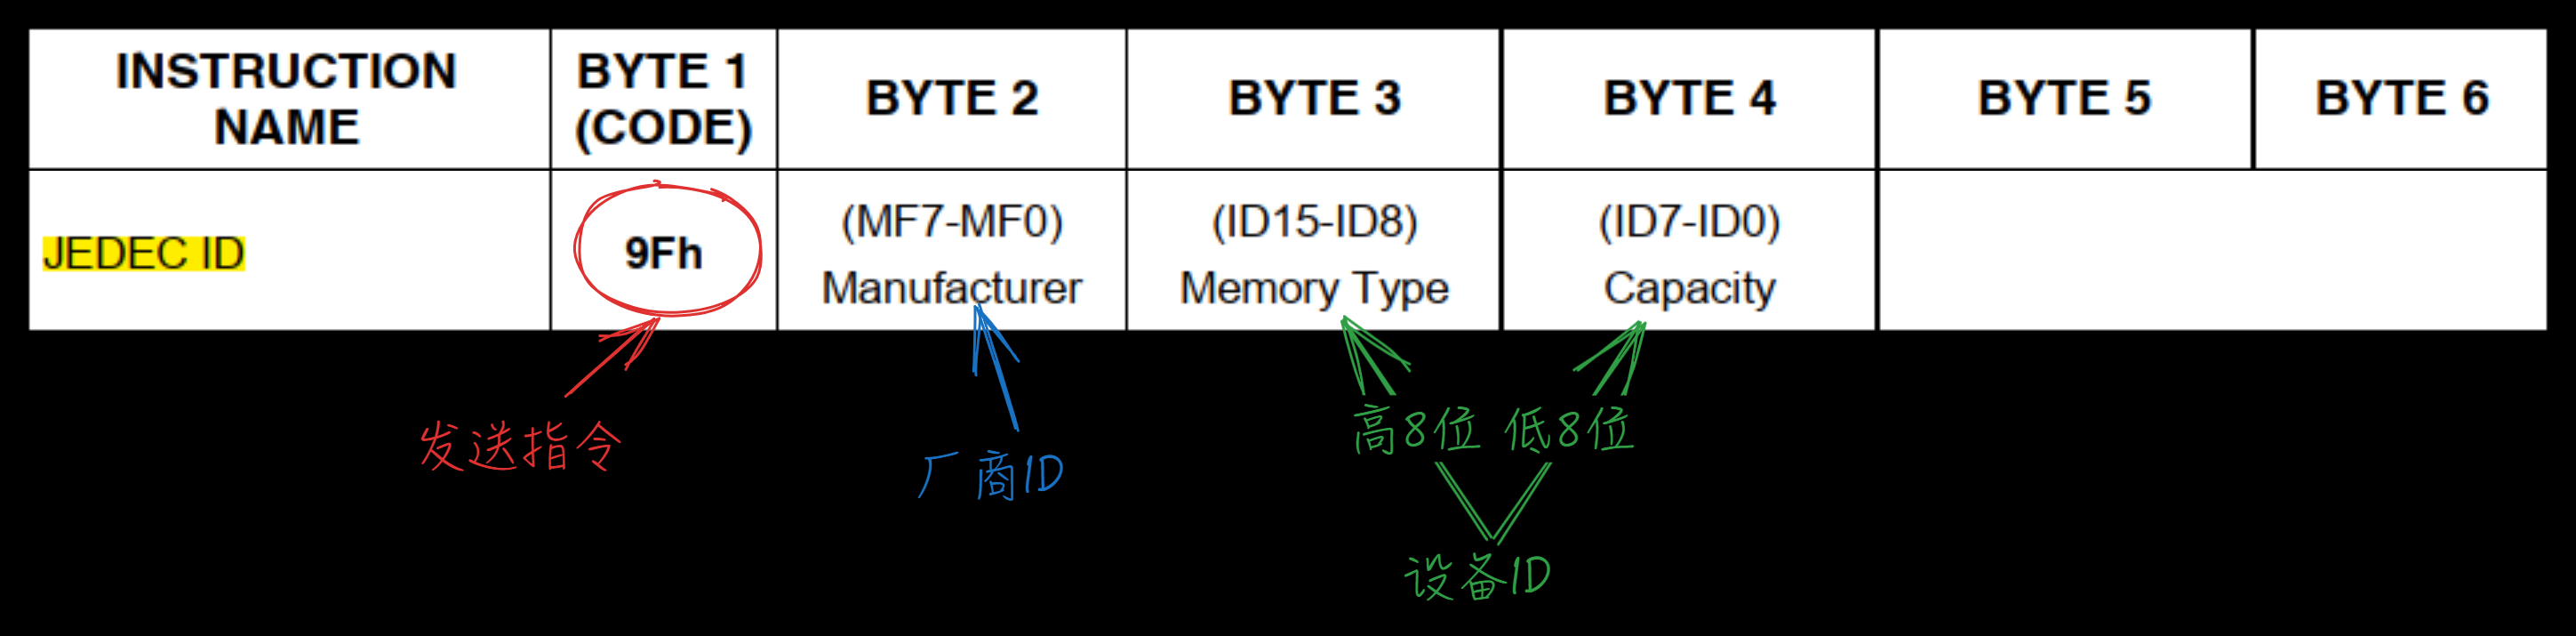 INSTRUCTION
NAME
BYTE 1
(CODE)
BYTE 2
BYTE 3
BYTE 4
BYTE 5
BYTE 6
JEDEC ID
9Fh
(MF7-MF0)
Manufacturer
(ID15-ID8)
Memory Type
(ID7-ID0)
Capacity
发送指令
厂商ID
高8位 低8位
设备ID